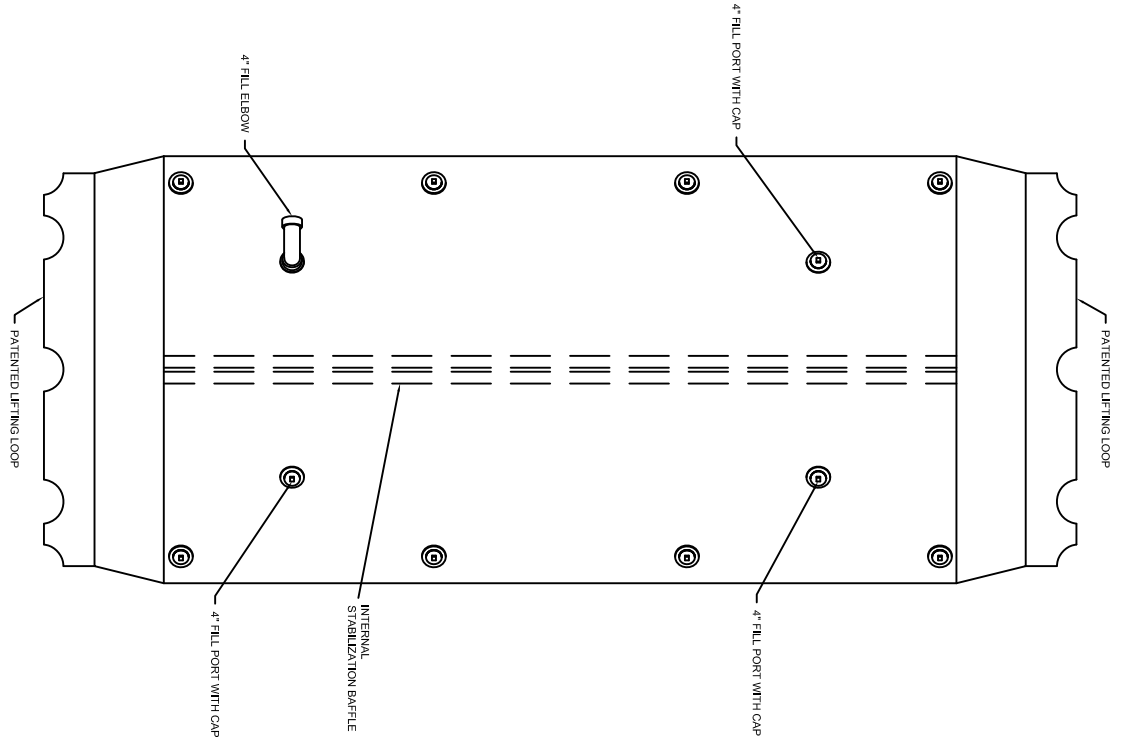 4" FILL ELBOW
4" FILL PORT WITH CAP
PATENTED LIFTING LOOP
PATENTED LIFTING LOOP
4" FILL PORT WITH CAP
INTERNAL
STABILIZATION BAFFLE
4" FILL PORT WITH CAP